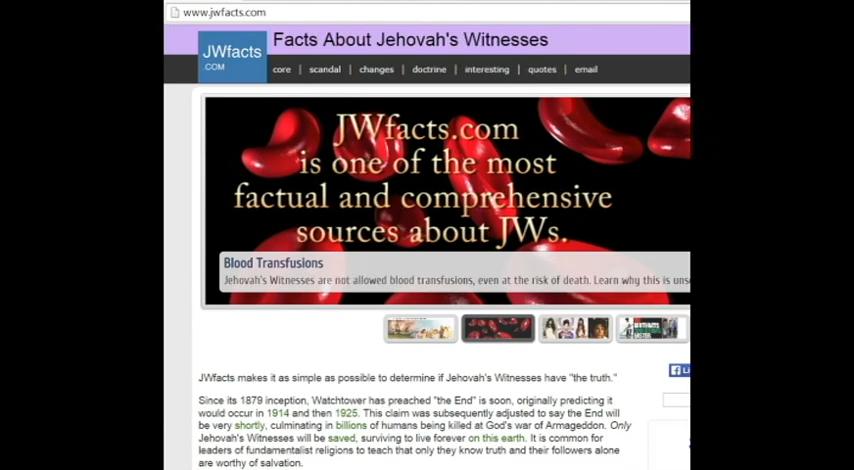 www.jwfacts.com
JWfacts
.COM
Facts About Jehovah's Witnesses
core | scandal | changes | doctrine | interesting | quotes | email
JWfacts.com
is one of the most
factual and comprehensive
sources about JWs.
Blood Transfusions
Jehovah's Witnesses are not allowed blood transfusions, even at the risk of death. Learn why this is
JWfacts makes it as simple as possible to determine if Jehovah's Witnesses have "the truth."
Since its 1879 inception, Watchtower has preached "the End" is soon, originally predicting it
would occur in 1914 and then 1925. This claim was subsequently adjusted to say the End will
be very shortly, culminating in billions of humans being killed at God's war of Armageddon. Only
Jehovah's Witnesses will be saved, surviving to live forever on this earth. It is common for
leaders of fundamentalist religions to teach that only they know truth and their followers alone
are worthy of salvation.